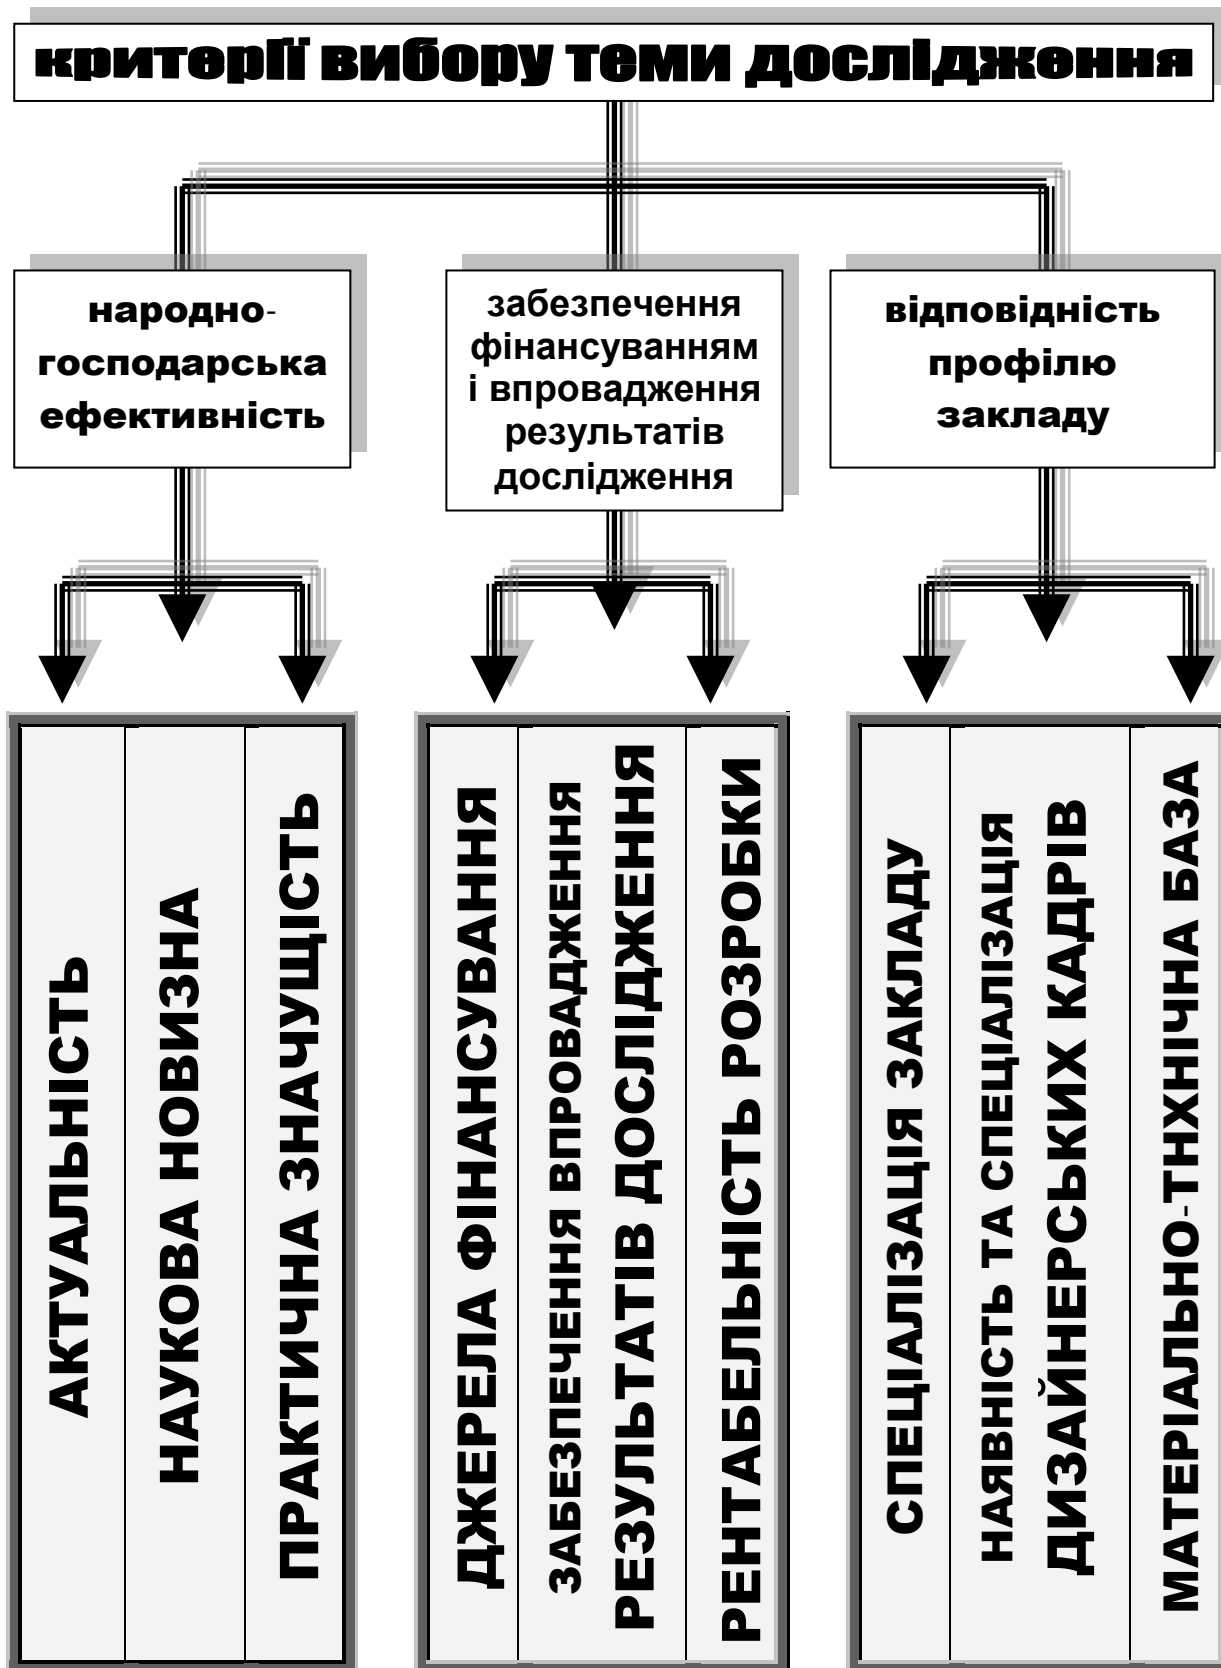 критерії вибору теми дослідження
народно-
господарська
ефективність
забезпечення
фінансуванням
і впровадження
результатів
дослідження
відповідність
профілю
закладу
АКТУАЛЬНІСТЬ
НАУКОВА НОВИЗНА
ПРАКТИЧНА ЗНАЧУЩІСТЬ
ДЖЕРЕЛА ФІНАНСУВАННЯ
ЗАБЕЗПЕЧЕННЯ ВПРОВАДЖЕННЯ
РЕЗУЛЬТАТІВ ДОСЛІДЖЕННЯ
РЕНТАБЕЛЬНІСТЬ РОЗРОБКИ
СПЕЦІАЛІЗАЦІЯ ЗАКЛАДУ
НАЯВНІСТЬ ТА СПЕЦІАЛІЗАЦІЯ
ДИЗАЙНЕРСЬКИХ КАДРІВ
МАТЕРІАЛЬНО-ТНХНІЧНА БАЗА